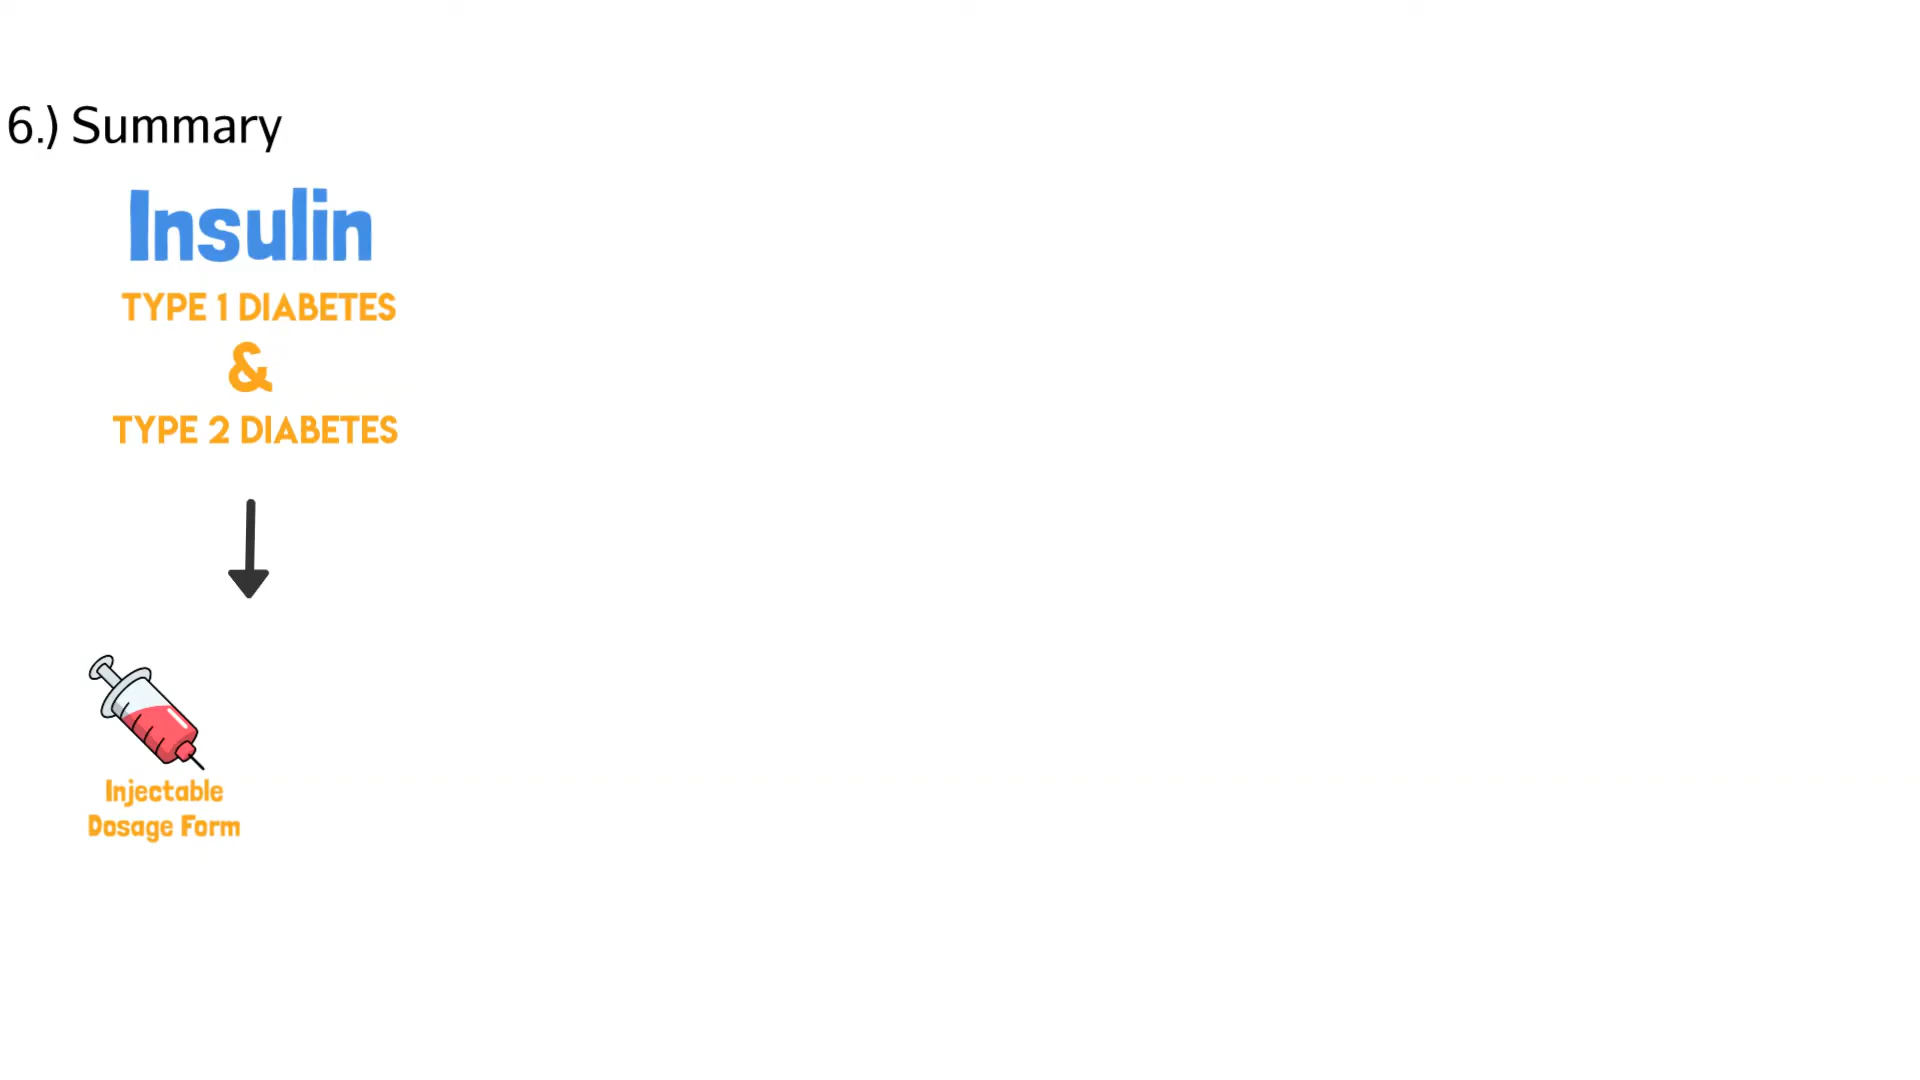 6.) Summary
Insulin
TYPE 1 DIABETES
&
TYPE 2 DIABETES
Injectable
Dosage Form